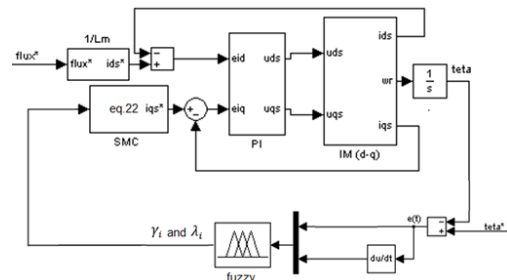 1/Lm
flux*
flux* ids*
-
+
eid uds
eiq uqs
PI
uds ids
wr
uqs iqs
IM (d-q)
1
s
teta
eq.22 iqs*
SMC
+
-
γi and λi
fuzzy
e(t)
du/dt
-
+
teta*